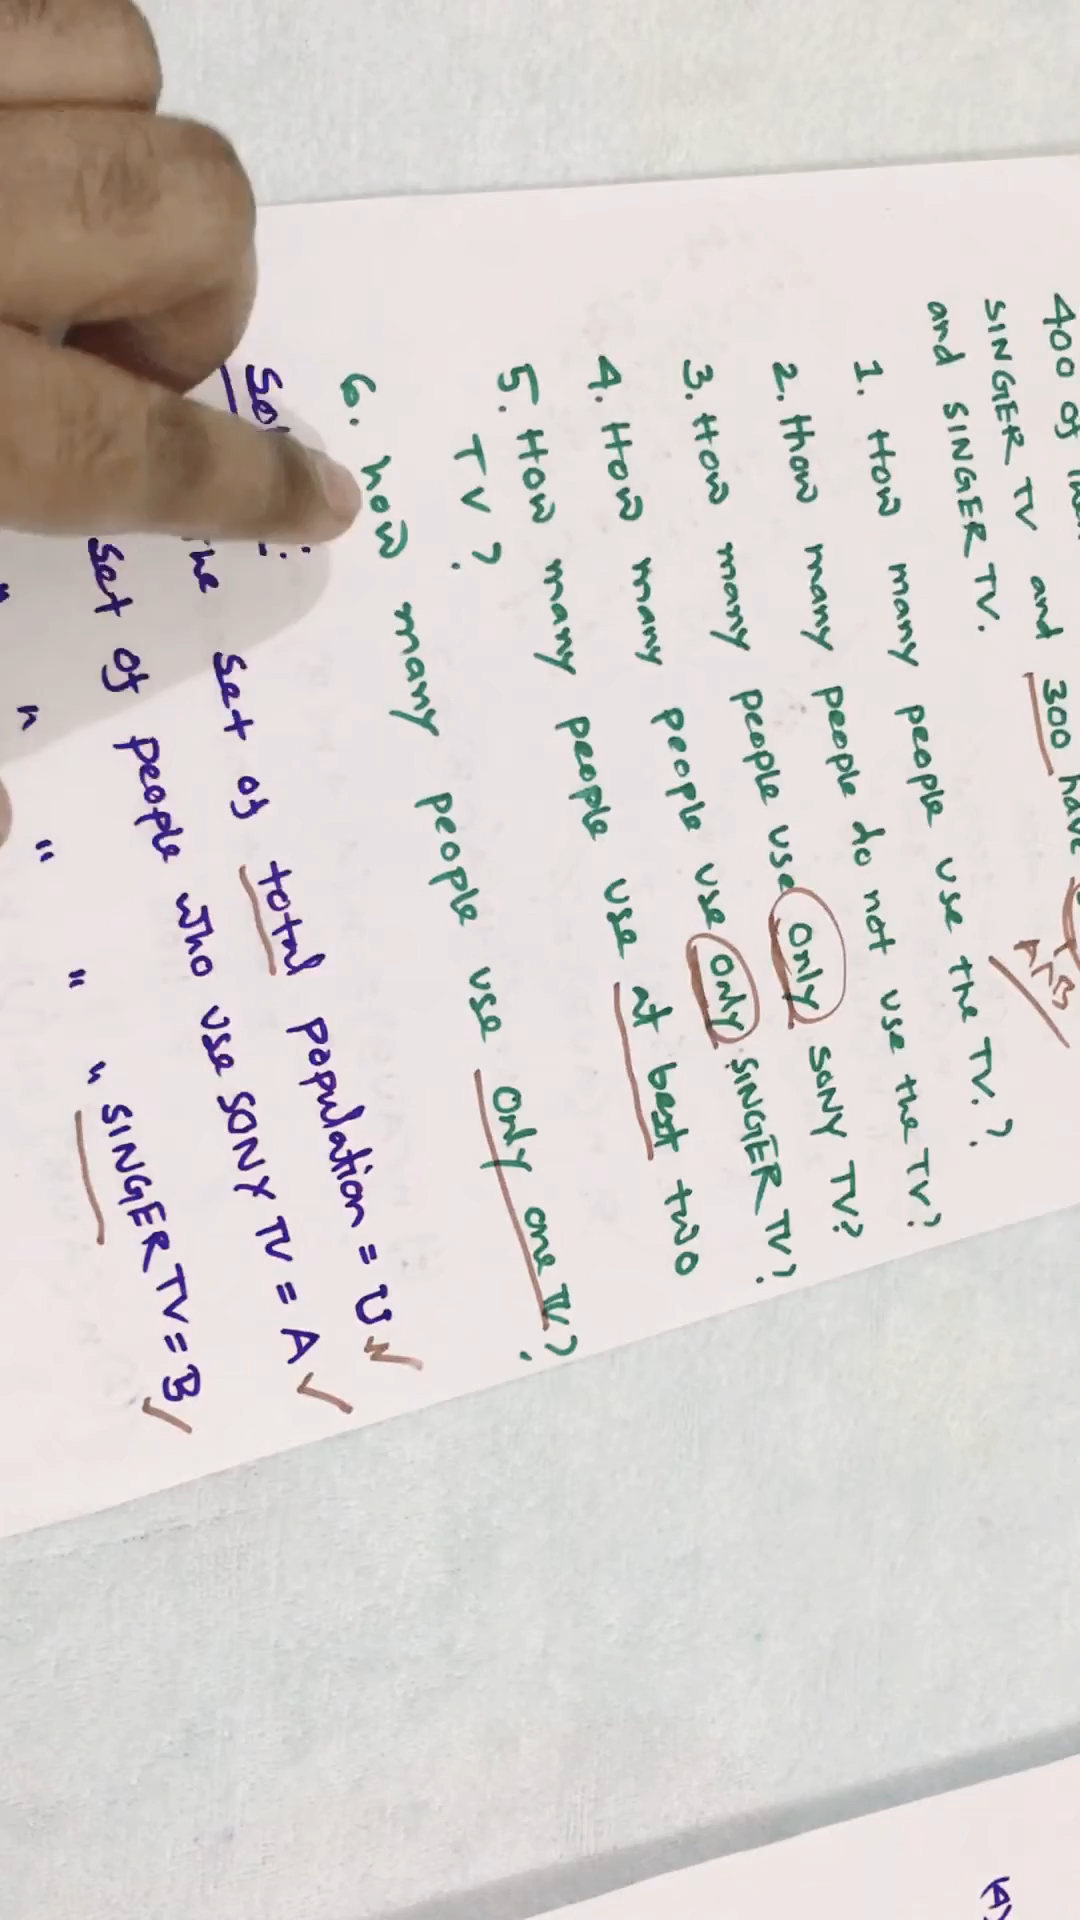 400 of
SINGER TV and 300 have
and SINGER TV.
1. How many people use the TV.?
2. How many people do not use the TV?
3. How many people use only SONY TV?
4. How many people use only SINGER TV?
5. How many people use at best two
TV?
6. how many people use only one TV?
the set of total population = U
set of people who use SONY TV = A
" " " " SINGER TV = B